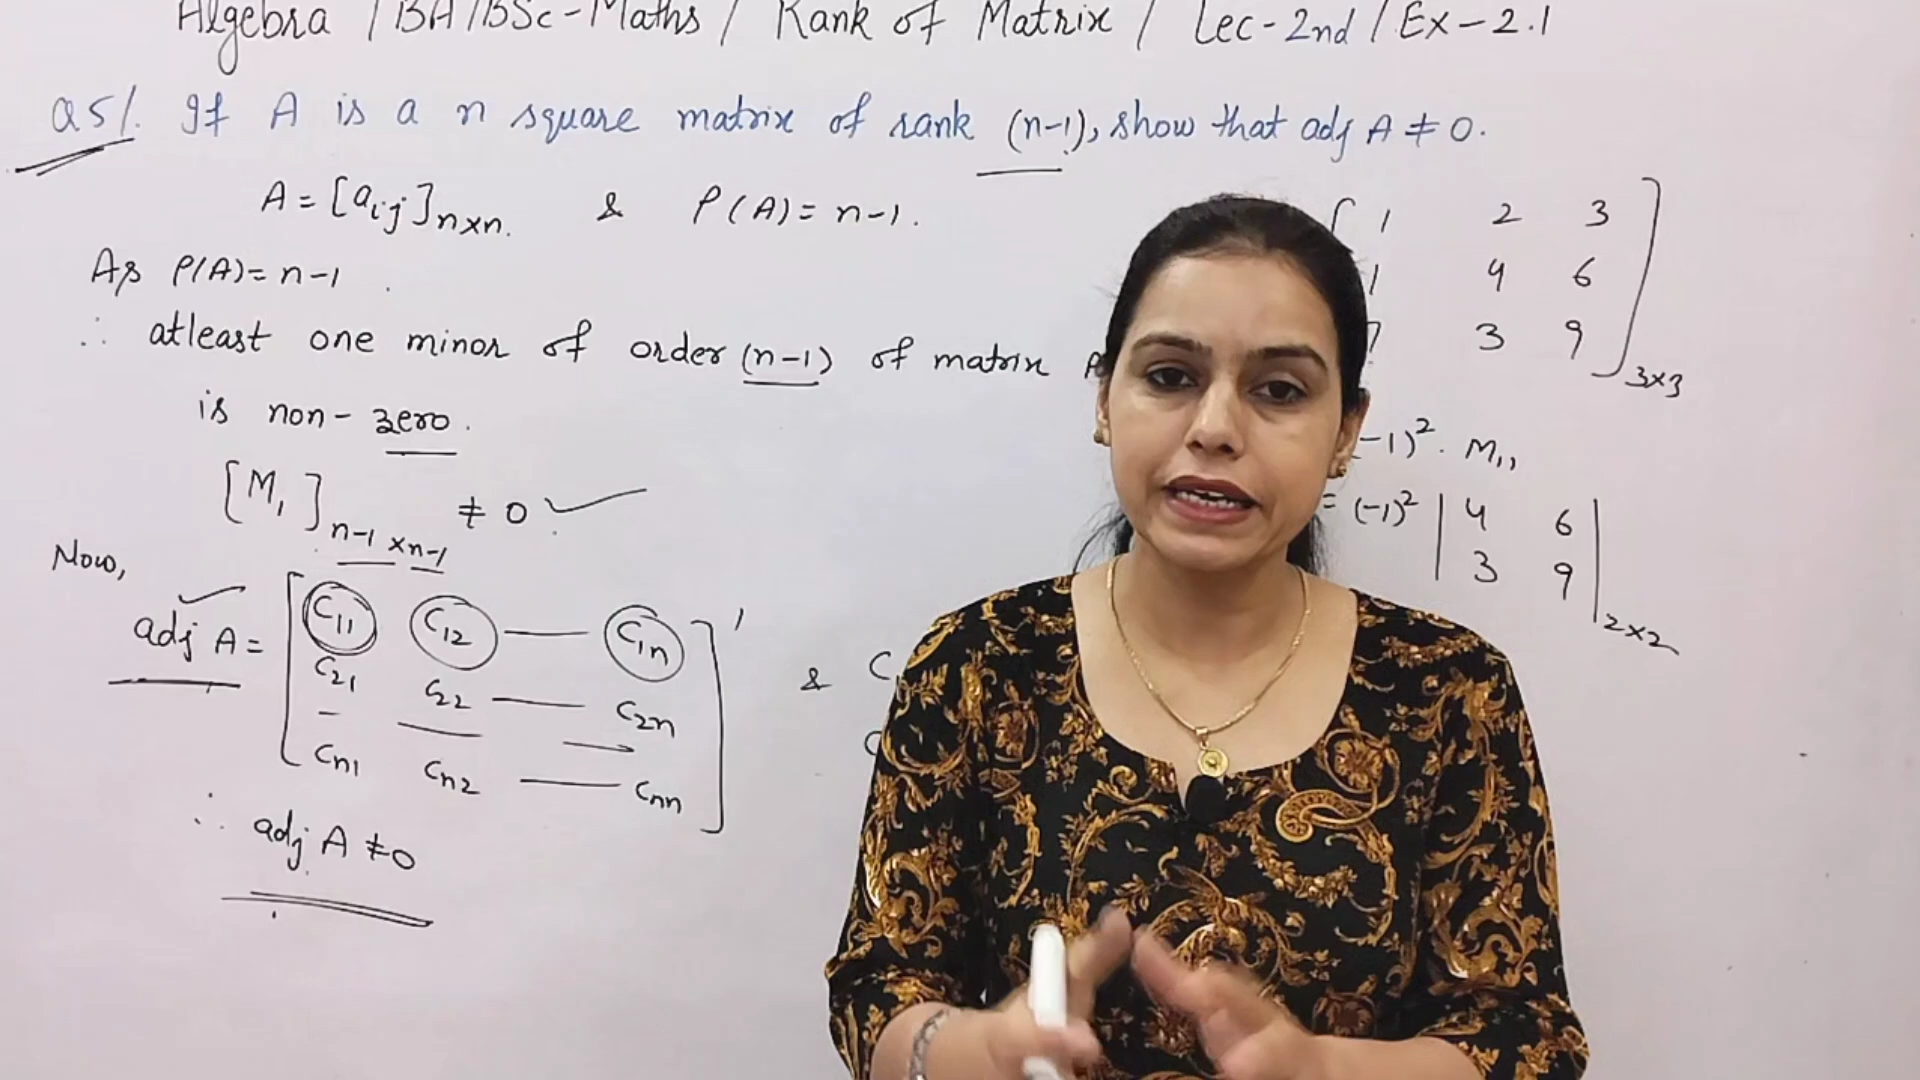 Algebra / BA/BSc-Maths / Rank of Matrix / Lec-2nd / Ex-2.1
Q5/. If A is a n square matrix of rank (n-1), show that adj A ≠ 0.
A = [aij]n×n. & ρ(A) = n-1.
As ρ(A) = n-1.
∴ atleast one minor of order (n-1) of matrix
is non-zero.
[M1]n-1×n-1 ≠ 0
Now,
adj A = [C11 C12 — C1n
C21 C22 — C2n
— — —
Cn1 Cn2 — Cnn]'
&
∴ adj A ≠ 0
[1 2 3
1 4 6
7 3 9]3×3
-1)². M11
= (-1)² |4 6
3 9|2×2